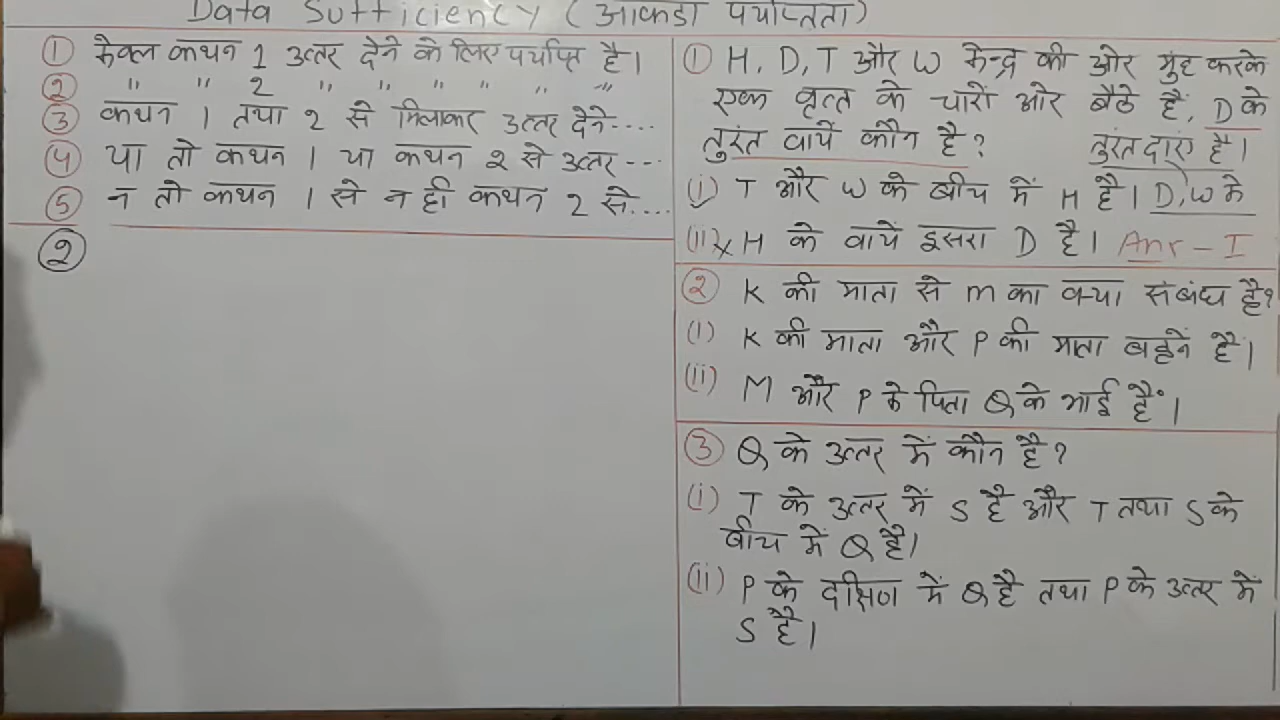 Data Sufficiency (आकडा पर्याप्तता)
① केवल कथन 1 उत्तर देने के लिए पर्याप्त है।
② " " 2 " " " " " "
③ कथन 1 तथा 2 से मिलाकर उत्तर देने....
④ या तो कथन 1 या कथन 2 से उत्तर---
⑤ न तो कथन 1 से न ही कथन 2 से....
②
① H, D, T और W केन्द्र की ओर मुंह करके
एक वृत्त के चारों ओर बैठे हैं, D के
तुरंत वायें कौन है? तुरंत दाएं है।
(i) T और W के बीच में H है। D, W के
(ii) x H के वायें दूसरा D है। Anr - I
② K की माता से M का क्या संबंध है?
(i) K की माता और P की माता बहनें हैं।
(ii) M और P के पिता Q के भाई हैं।
③ Q के उत्तर में कौन है?
(i) T के उत्तर में S है और T तथा S के
बीच में Q है।
(ii) P के दक्षिण में Q है तथा P के उत्तर में
S है।